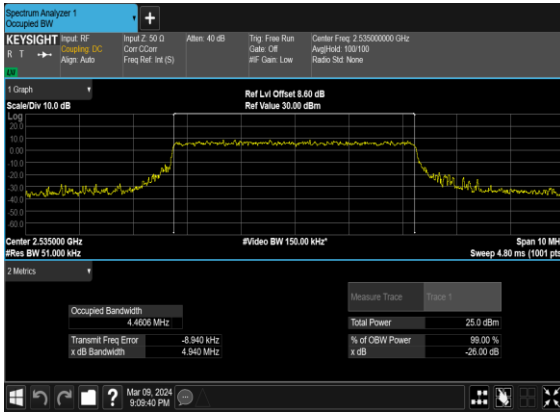 Spectrum Analyzer 1
Occupied BW
KEYSIGHT
R T
LW
Input: RF
Coupling: DC
Align: Auto
Input Z: 50 Ω
Corr CCorr
Freq Ref: Int (S)
Atten: 40 dB
Trig: Free Run
Gate: Off
#IF Gain: Low
Center Freq: 2.535000000 GHz
Avg|Hold: 100/100
Radio Std: None
1 Graph
Scale/Div 10.0 dB
Ref Lvl Offset 8.60 dB
Ref Value 30.00 dBm
Log
20.0
10.0
0.00
-10.0
-20.0
-30.0
-40.0
-50.0
-60.0
Center 2.535000 GHz
#Res BW 51.000 kHz
#Video BW 150.00 kHz*
Span 10 MH
Sweep 4.80 ms (1001 pts
2 Metrics
Measure Trace
Trace 1
Occupied Bandwidth
4.4606 MHz
Total Power
25.0 dBm
Transmit Freq Error
-8.940 kHz
% of OBW Power
99.00 %
x dB Bandwidth
4.940 MHz
x dB
-26.00 dB
?
Mar 09, 2024
9:09:40 PM